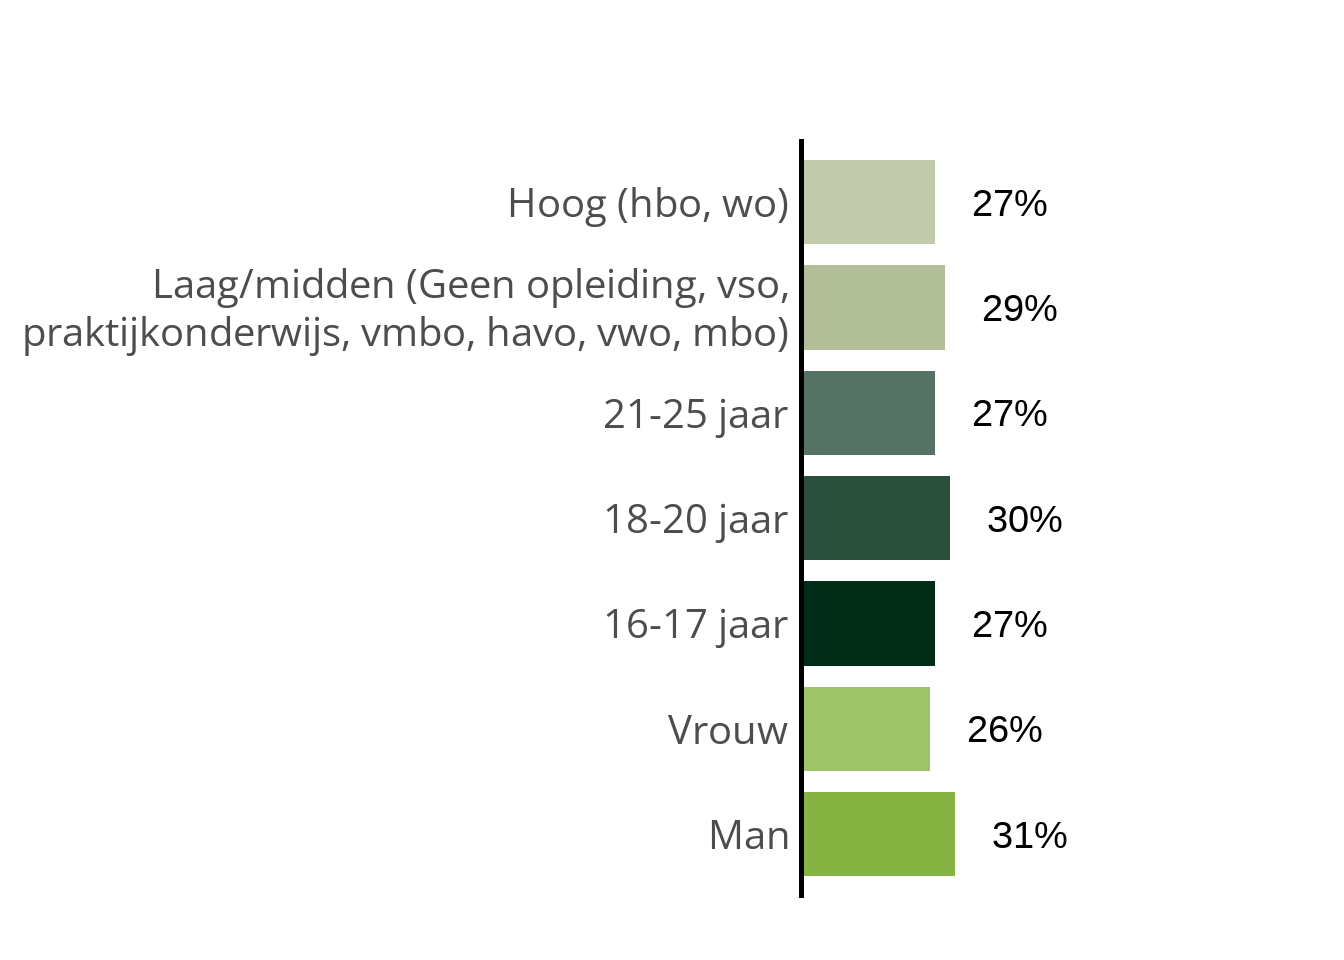 Hoog (hbo, wo) 27%
Laag/midden (Geen opleiding, vso,
praktijkonderwijs, vmbo, havo, vwo, mbo) 29%
21-25 jaar 27%
18-20 jaar 30%
16-17 jaar 27%
Vrouw 26%
Man 31%